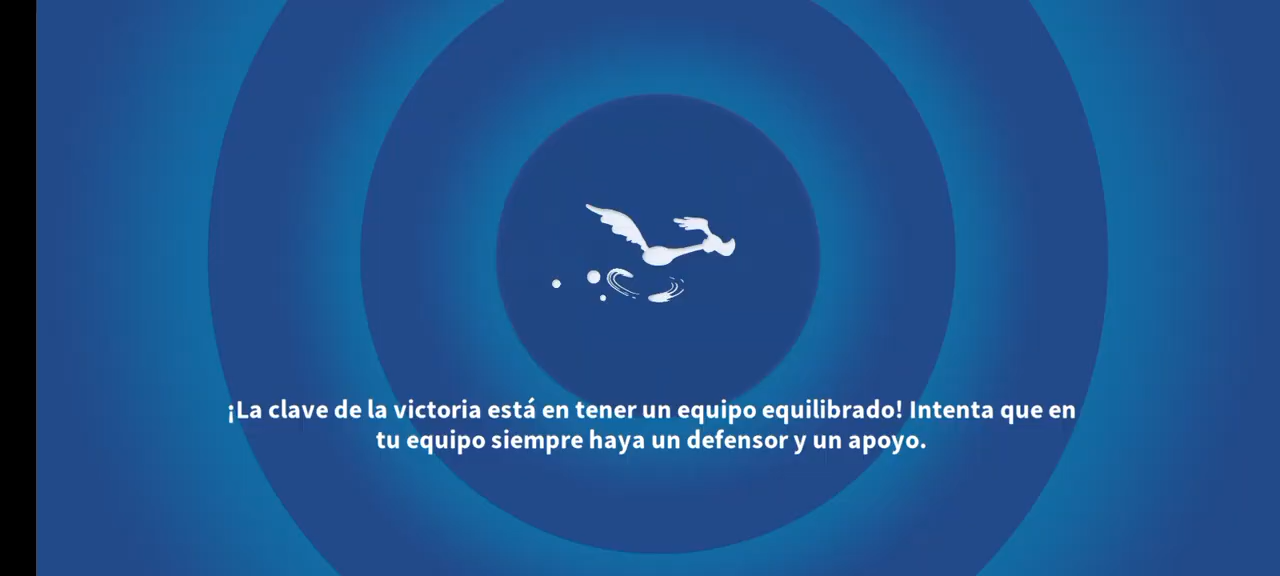 ¡La clave de la victoria está en tener un equipo equilibrado! Intenta que en
tu equipo siempre haya un defensor y un apoyo.